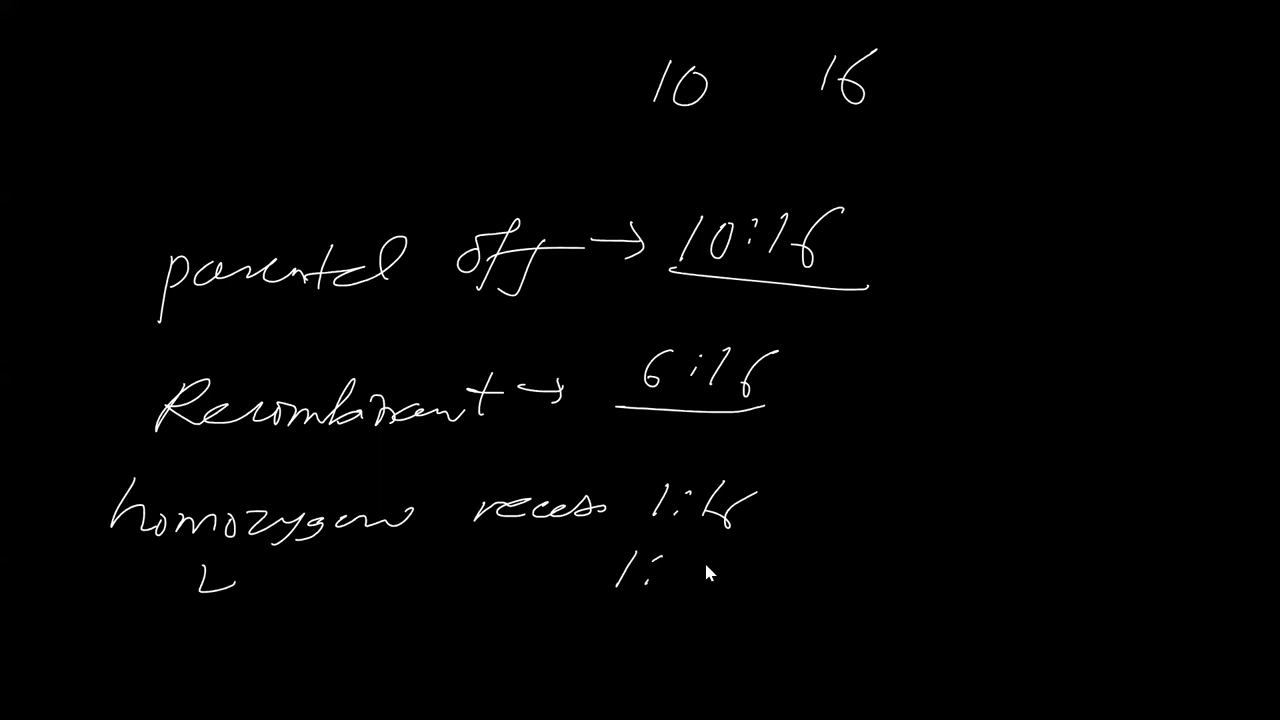 10 16
parental off → 10:16
Recombinant → 6:16
homozygous recess 1:16
1: